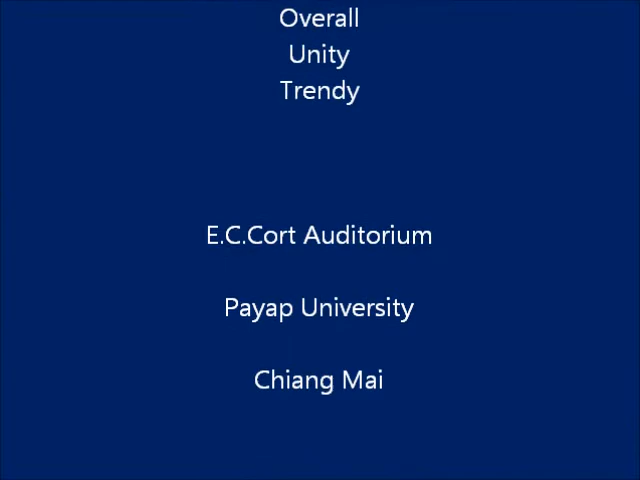 Overall
Unity
Trendy
E.C.Cort Auditorium
Payap University
Chiang Mai